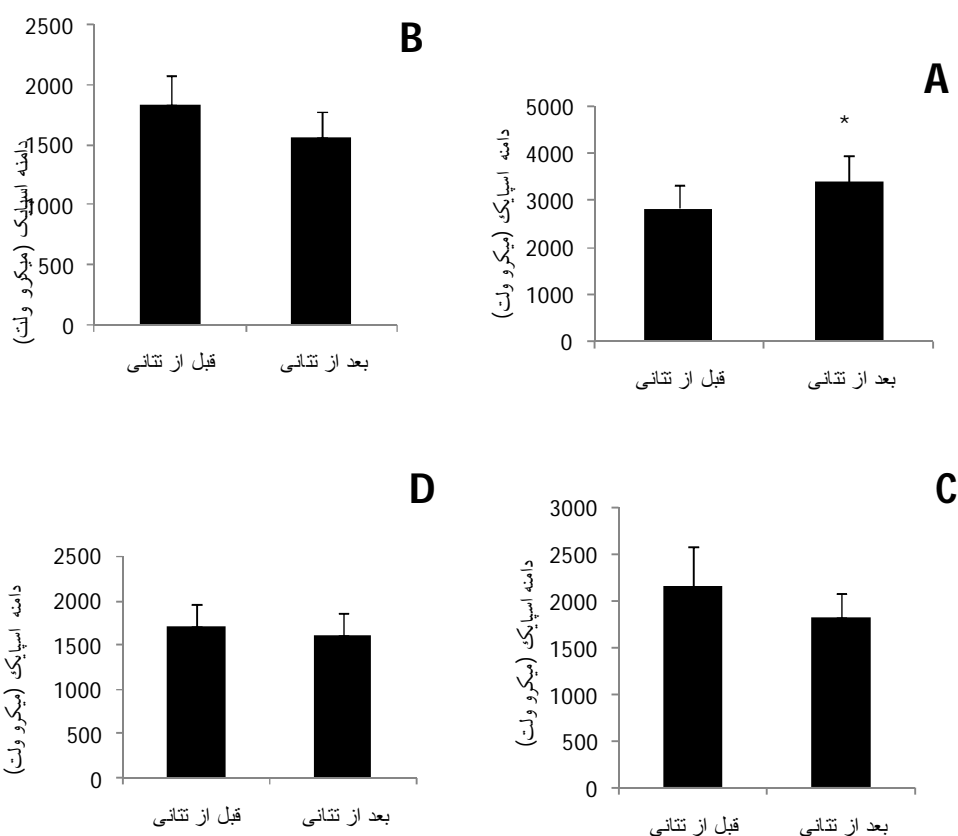 B
2500
2000
1500
1000
500
0
دامنه اسپایک (میکرو ولت)
قبل از تتانی
بعد از تتانی
A
5000
4000
3000
2000
1000
0
*
دامنه اسپایک (میکرو ولت)
قبل از تتانی
بعد از تتانی
D
2500
2000
1500
1000
500
0
دامنه اسپایک (میکرو ولت)
قبل از تتانی
بعد از تتانی
C
3000
2500
2000
1500
1000
500
0
دامنه اسپایک (میکرو ولت)
قبل از تتانی
بعد از تتانی